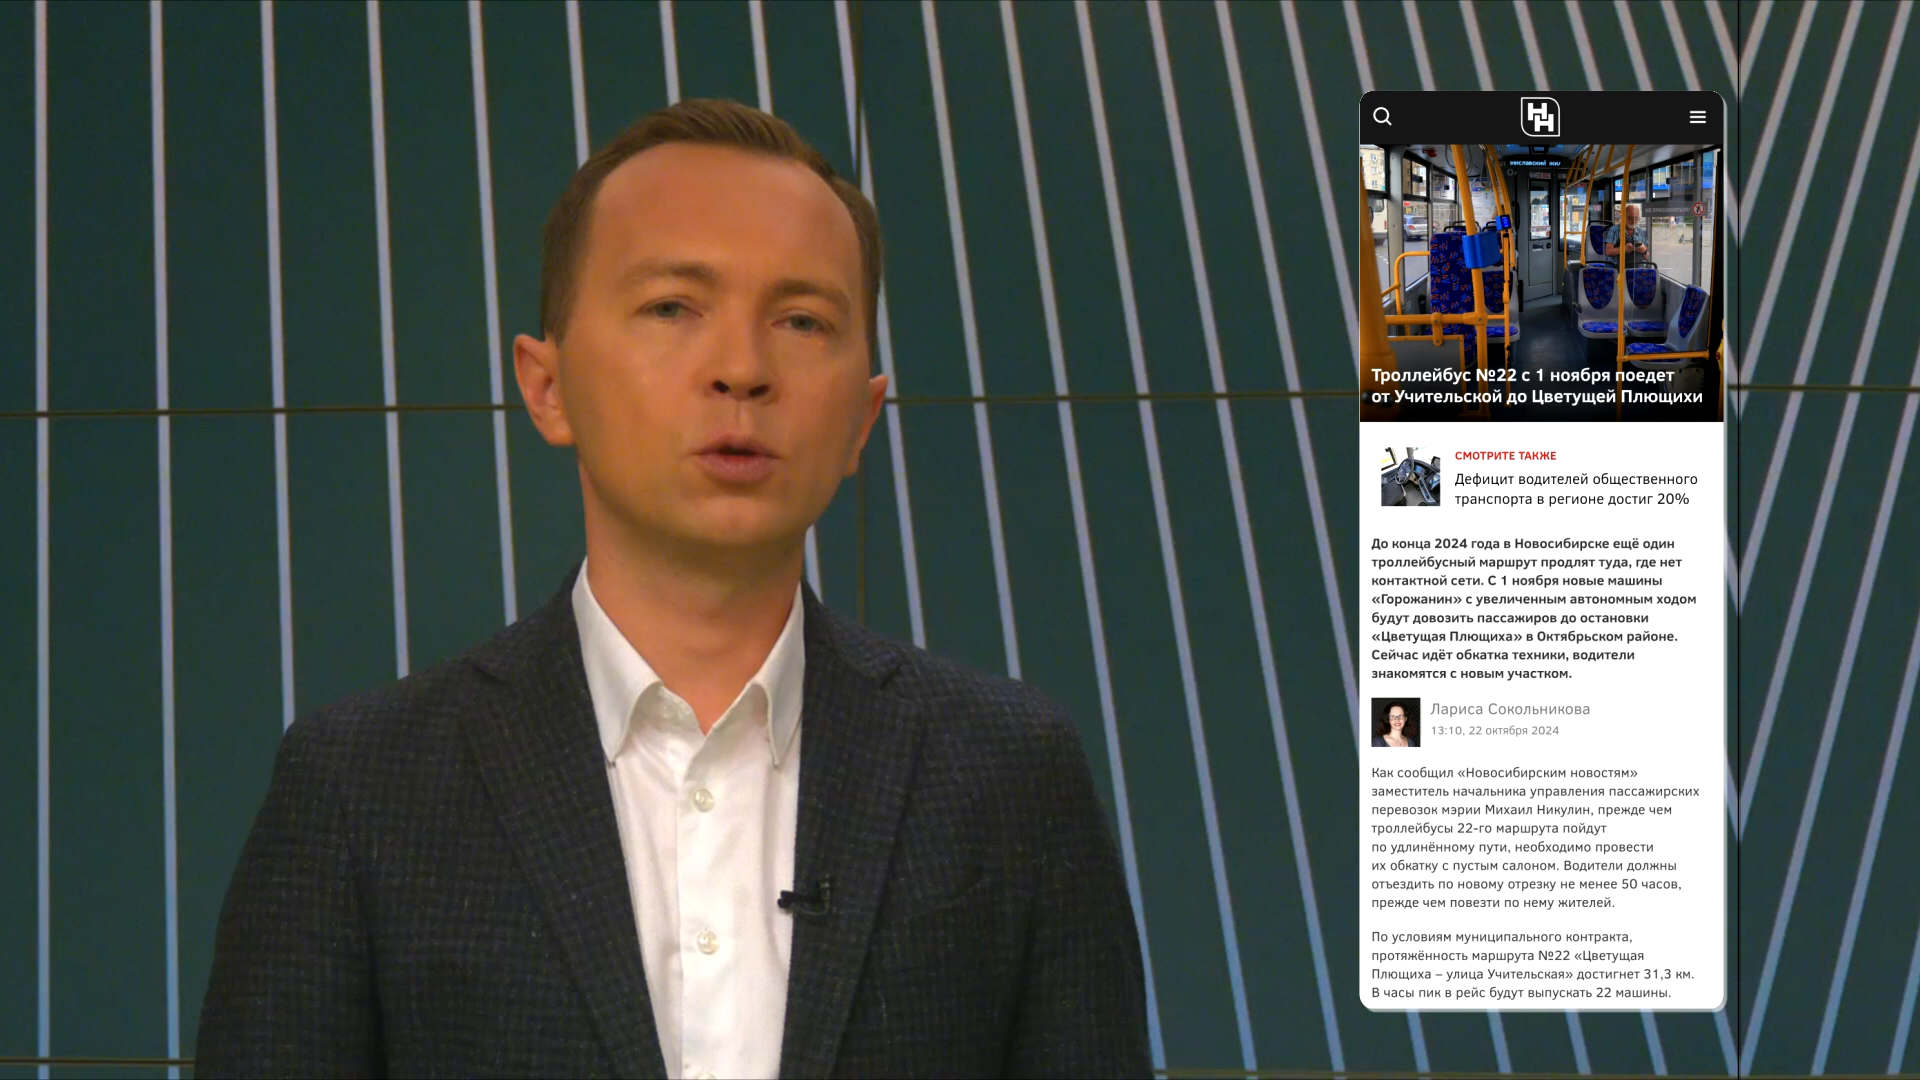 НН
Троллейбус №22 с 1 ноября поедет
от Учительской до Цветущей Плющихи
СМОТРИТЕ ТАКЖЕ
Дефицит водителей общественного
транспорта в регионе достиг 20%
До конца 2024 года в Новосибирске ещё один
троллейбусный маршрут продлят туда, где нет
контактной сети. С 1 ноября новые машины
«Горожанин» с увеличенным автономным ходом
будут довозить пассажиров до остановки
«Цветущая Плющиха» в Октябрьском районе.
Сейчас идёт обкатка техники, водители
знакомятся с новым участком.
Лариса Сокольникова
13:10, 22 октября 2024
Как сообщил «Новосибирским новостям»
заместитель начальника управления пассажирских
перевозок мэрии Михаил Никулин, прежде чем
троллейбусы 22-го маршрута пойдут
по удлинённому пути, необходимо провести
их обкатку с пустым салоном. Водители должны
отъездить по новому отрезку не менее 50 часов,
прежде чем повезти по нему жителей.
По условиям муниципального контракта,
протяжённость маршрута №22 «Цветущая
Плющиха – улица Учительская» достигнет 31,3 км.
В часы пик в рейс будут выпускать 22 машины.